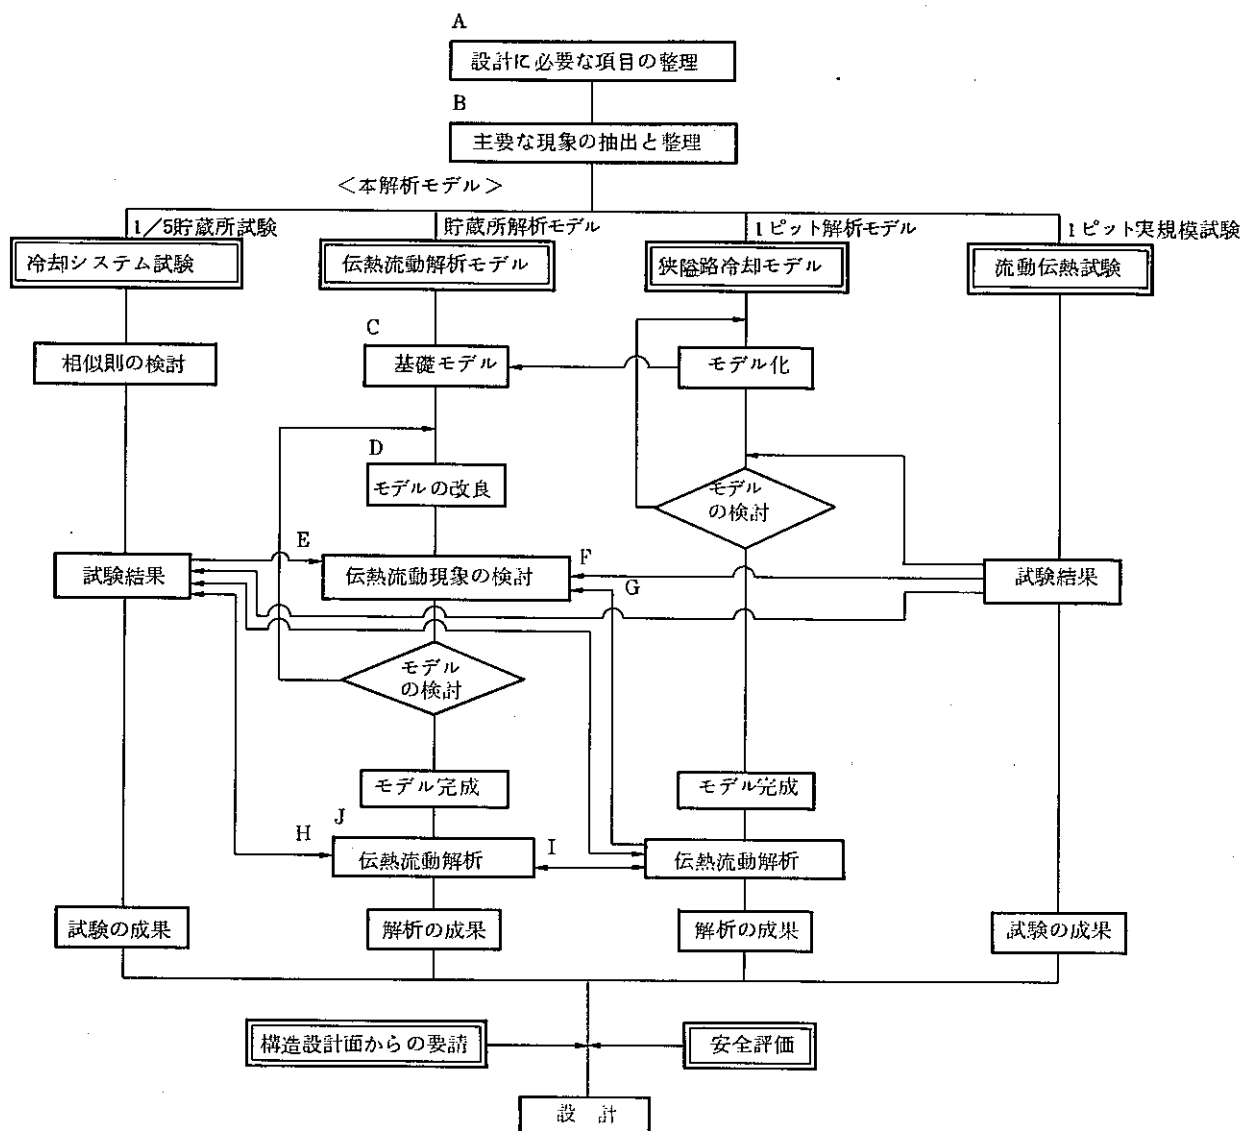 A
設計に必要な項目の整理
B
主要な現象の抽出と整理
＜本解析モデル＞
1／5貯蔵所試験
貯蔵所解析モデル
1ピット解析モデル
1ピット実規模試験
冷却システム試験
伝熱流動解析モデル
狭隘路冷却モデル
流動伝熱試験
C
相似則の検討
基礎モデル
モデル化
D
モデルの改良
モデル
の検討
E
F
G
試験結果
伝熱流動現象の検討
試験結果
モデル
の検討
モデル完成
モデル完成
H
J
I
伝熱流動解析
伝熱流動解析
試験の成果
解析の成果
解析の成果
試験の成果
構造設計面からの要請
安全評価
設 計